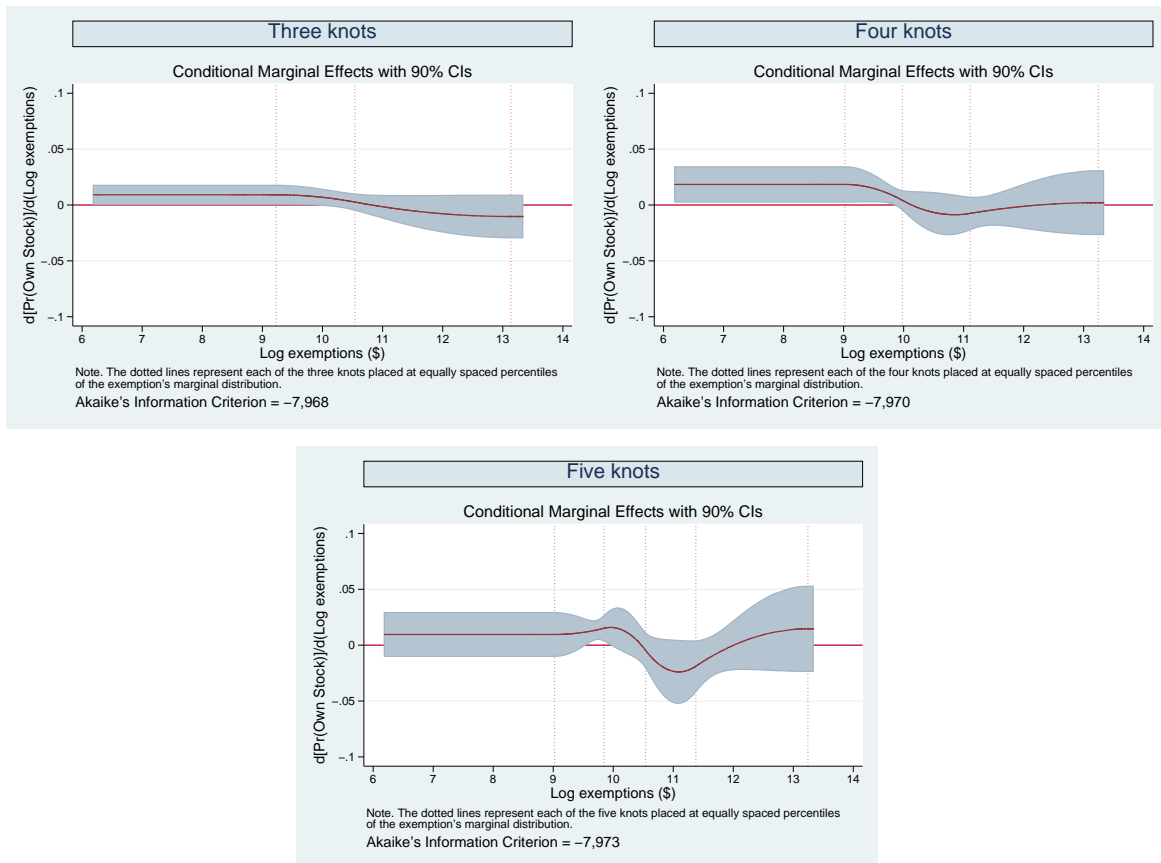 Three knots
Conditional Marginal Effects with 90% CIs
d[Pr(Own Stock)]/d(Log exemptions)
.1
.05
0
−.05
−.1
6 7 8 9 10 11 12 13 14
Log exemptions ($)
Note. The dotted lines represent each of the three knots placed at equally spaced percentiles
of the exemption's marginal distribution.
Akaike's Information Criterion = −7,968
Four knots
Conditional Marginal Effects with 90% CIs
d[Pr(Own Stock)]/d(Log exemptions)
.1
.05
0
−.05
−.1
6 7 8 9 10 11 12 13 14
Log exemptions ($)
Note. The dotted lines represent each of the four knots placed at equally spaced percentiles
of the exemption's marginal distribution.
Akaike's Information Criterion = −7,970
Five knots
Conditional Marginal Effects with 90% CIs
d[Pr(Own Stock)]/d(Log exemptions)
.1
.05
0
−.05
−.1
6 7 8 9 10 11 12 13 14
Log exemptions ($)
Note. The dotted lines represent each of the five knots placed at equally spaced percentiles
of the exemption's marginal distribution.
Akaike's Information Criterion = −7,973